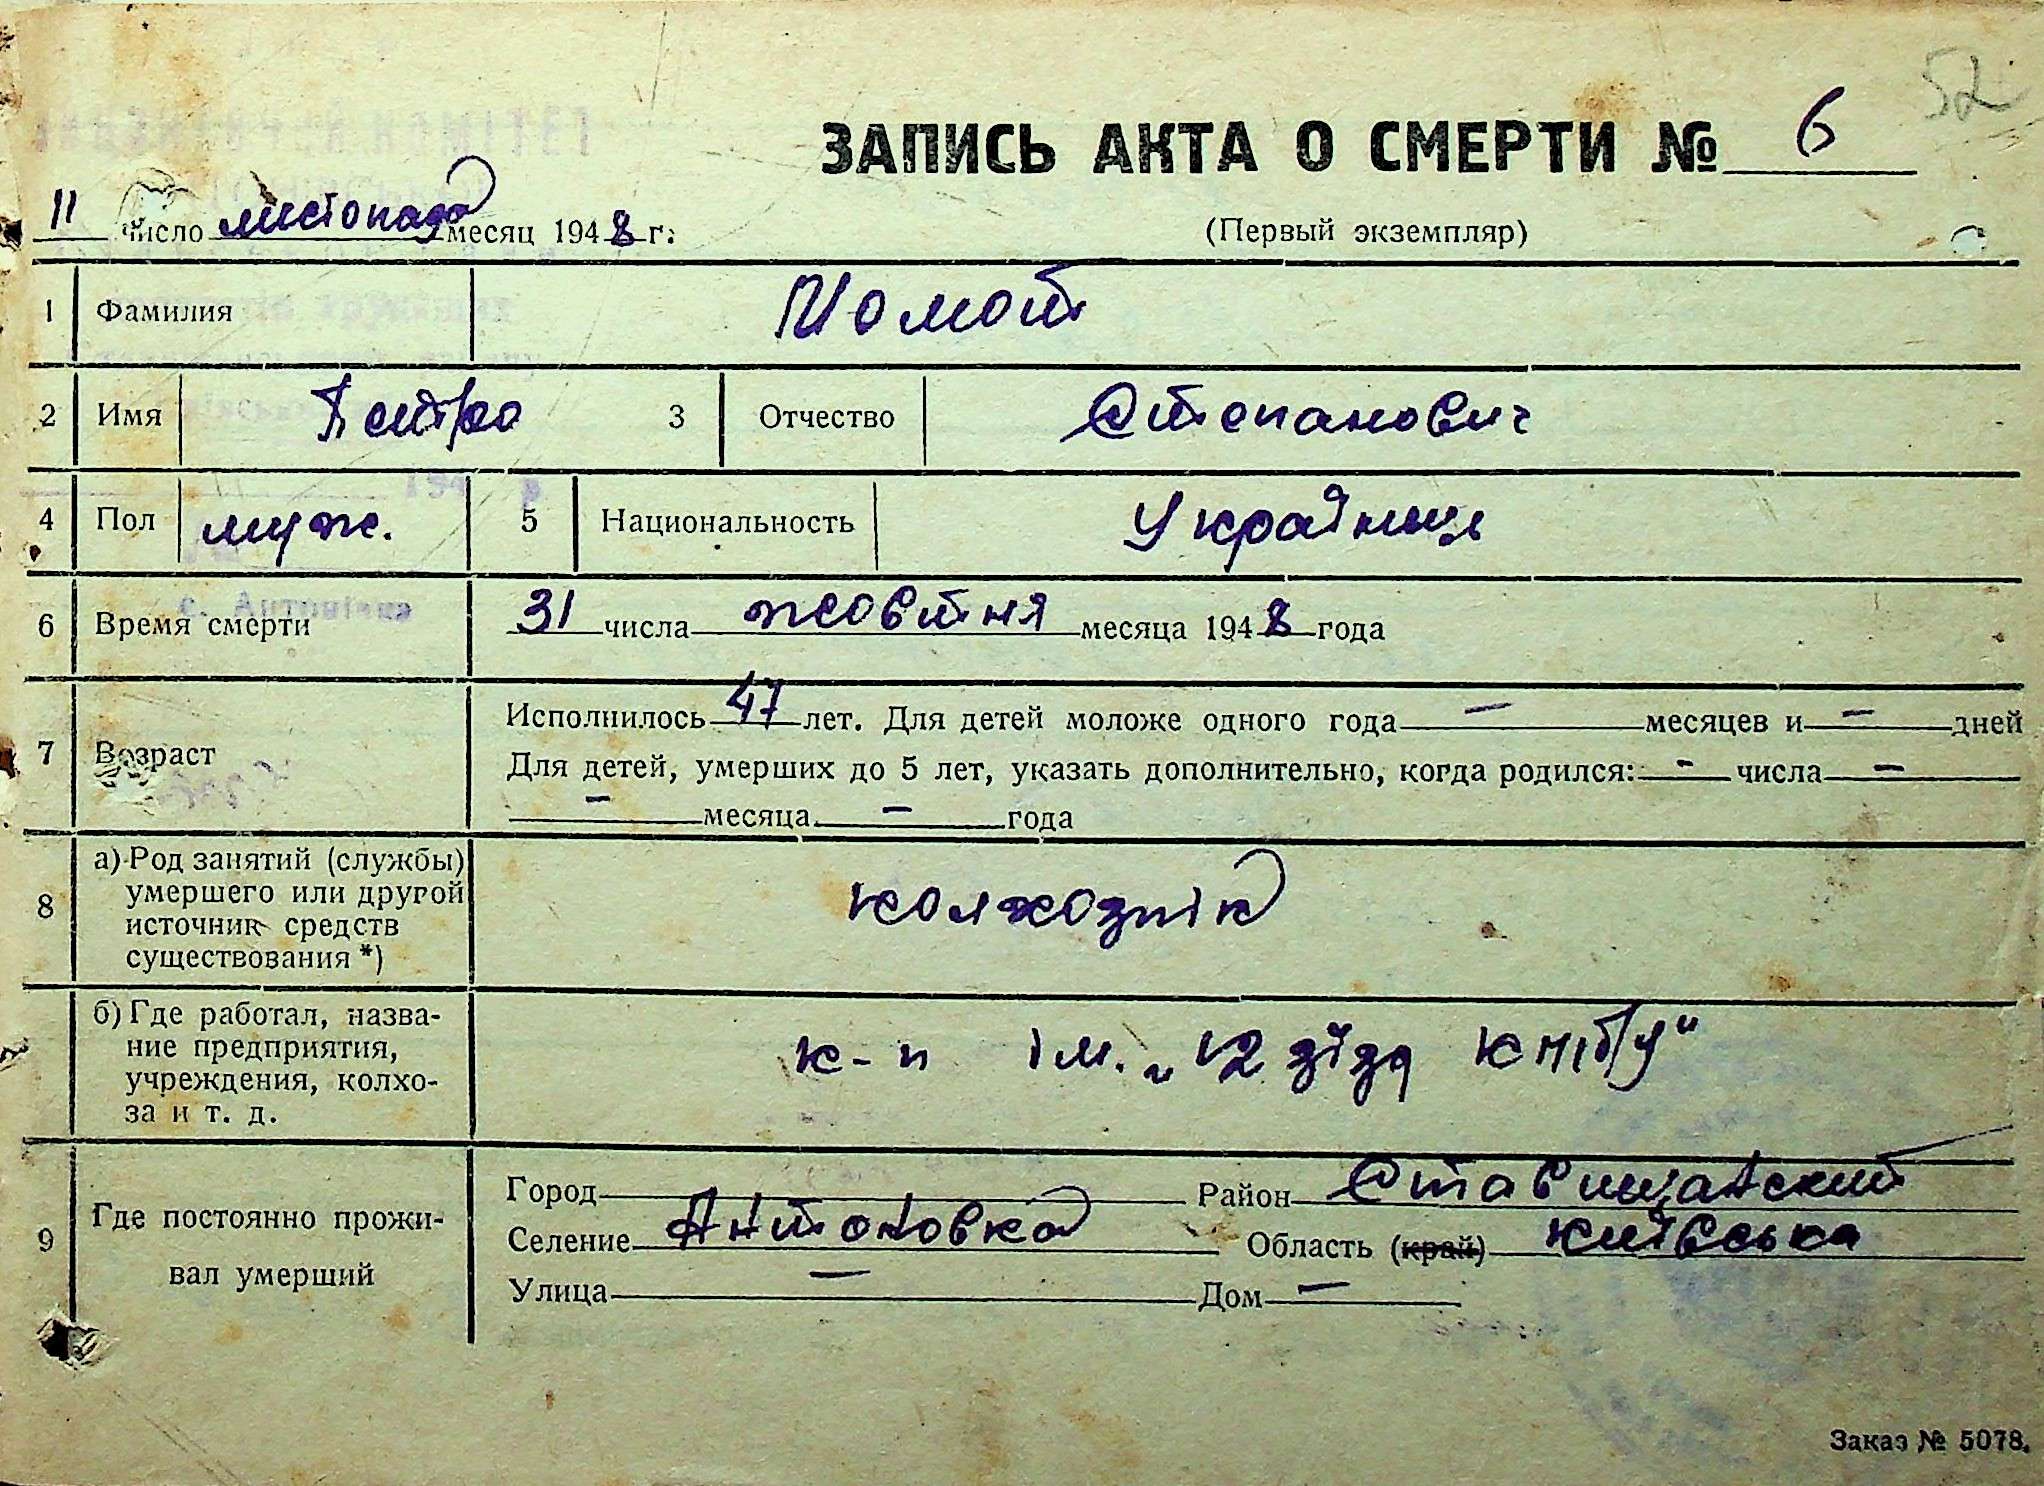 52
ЗАПИСЬ АКТА О СМЕРТИ № 6
11 число листопада месяц 1948 г.
(Первый экземпляр)
1 Фамилия Шомот
2 Имя Петро 3 Отчество Степанович
4 Пол муж. 5 Национальность Українець
6 Время смерти 31 числа жовтня месяца 1948 года
7 Возраст Исполнилось 47 лет. Для детей моложе одного года — месяцев и — дней
Для детей, умерших до 5 лет, указать дополнительно, когда родился: - числа —
— месяца — года
8 а) Род занятий (службы)
умершего или другой
источник средств
существования *)
колхознік
б) Где работал, назва-
ние предприятия,
учреждения, колхо-
за и т. д.
к-п ім. „12 зїзд КП/б/У"
9 Где постоянно прожи-
вал умерший
Город Район Ставищанский
Селение Антоновка Область (край) Київська
Улица — Дом —
Заказ № 5078.
с. Антонівка